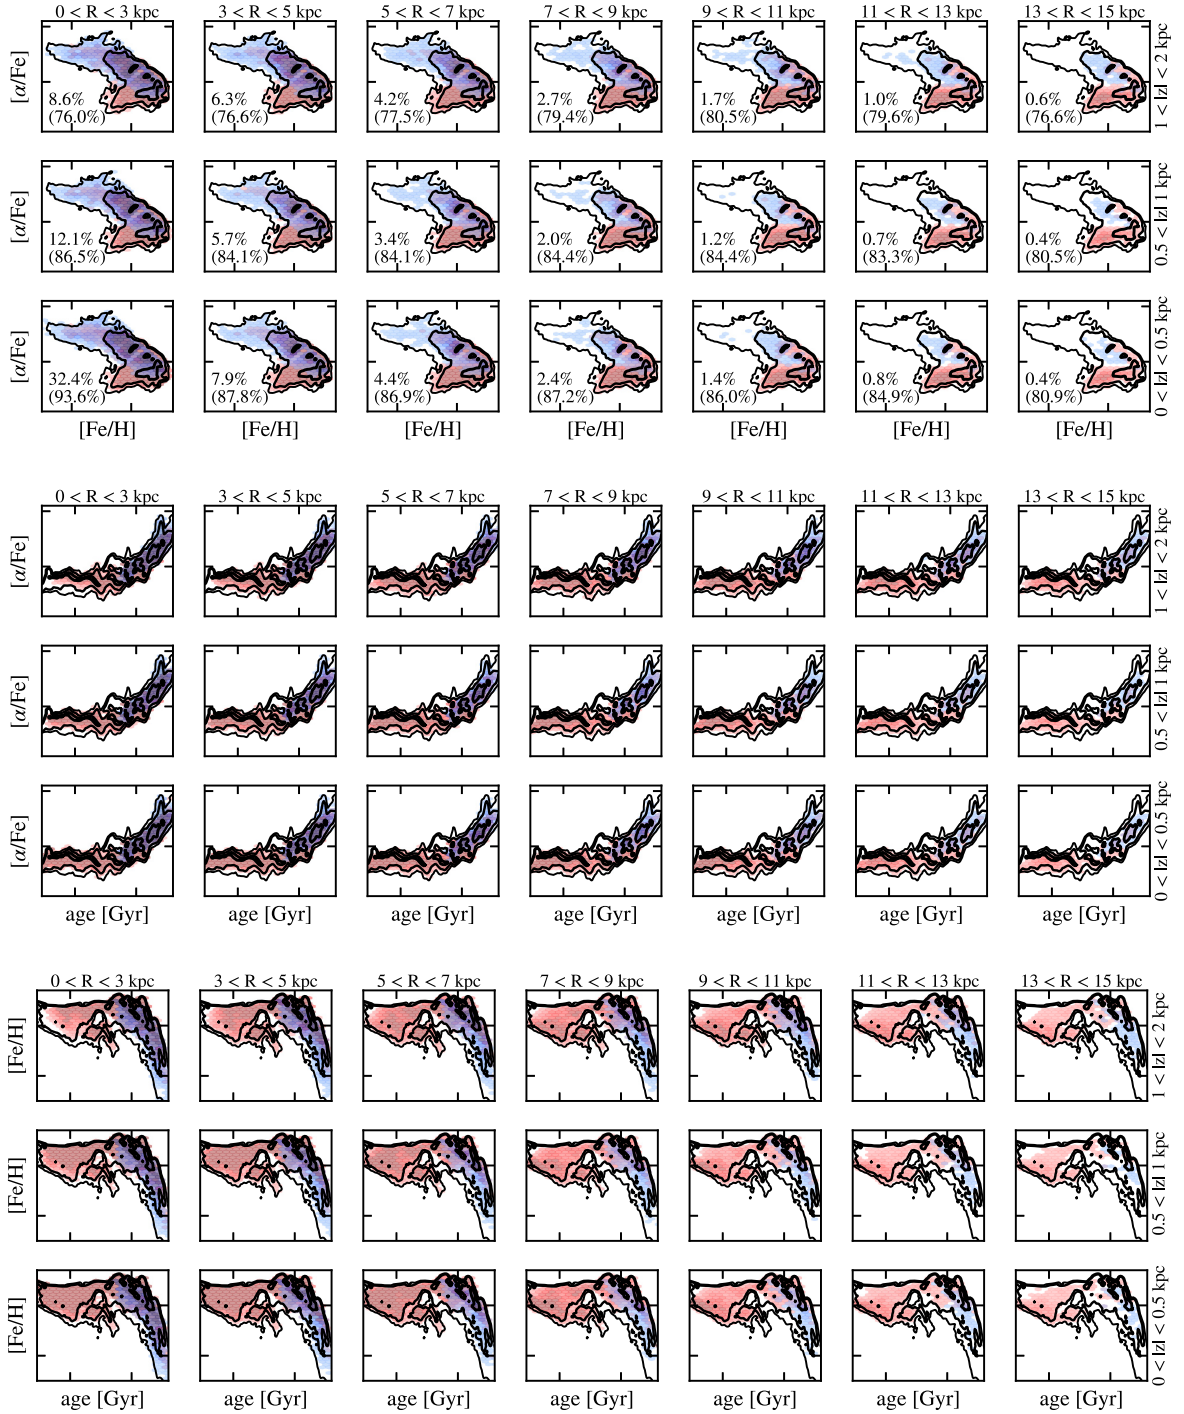 0 < R < 3 kpc 3 < R < 5 kpc 5 < R < 7 kpc 7 < R < 9 kpc 9 < R < 11 kpc 11 < R < 13 kpc 13 < R < 15 kpc
[α/Fe] 1 < |z| < 2 kpc
8.6% 6.3% 4.2% 2.7% 1.7% 1.0% 0.6%
(76.0%) (76.6%) (77.5%) (79.4%) (80.5%) (79.6%) (76.6%)
[α/Fe] 0.5 < |z| 1 kpc
12.1% 5.7% 3.4% 2.0% 1.2% 0.7% 0.4%
(86.5%) (84.1%) (84.1%) (84.4%) (84.4%) (83.3%) (80.5%)
[α/Fe] 0 < |z| < 0.5 kpc
32.4% 7.9% 4.4% 2.4% 1.4% 0.8% 0.4%
(93.6%) (87.8%) (86.9%) (87.2%) (86.0%) (84.9%) (80.9%)
[Fe/H] [Fe/H] [Fe/H] [Fe/H] [Fe/H] [Fe/H] [Fe/H]
0 < R < 3 kpc 3 < R < 5 kpc 5 < R < 7 kpc 7 < R < 9 kpc 9 < R < 11 kpc 11 < R < 13 kpc 13 < R < 15 kpc
[α/Fe] 1 < |z| < 2 kpc
[α/Fe] 0.5 < |z| 1 kpc
[α/Fe] 0 < |z| < 0.5 kpc
age [Gyr] age [Gyr] age [Gyr] age [Gyr] age [Gyr] age [Gyr] age [Gyr]
0 < R < 3 kpc 3 < R < 5 kpc 5 < R < 7 kpc 7 < R < 9 kpc 9 < R < 11 kpc 11 < R < 13 kpc 13 < R < 15 kpc
[Fe/H] 1 < |z| < 2 kpc
[Fe/H] 0.5 < |z| 1 kpc
[Fe/H] 0 < |z| < 0.5 kpc
age [Gyr] age [Gyr] age [Gyr] age [Gyr] age [Gyr] age [Gyr] age [Gyr]